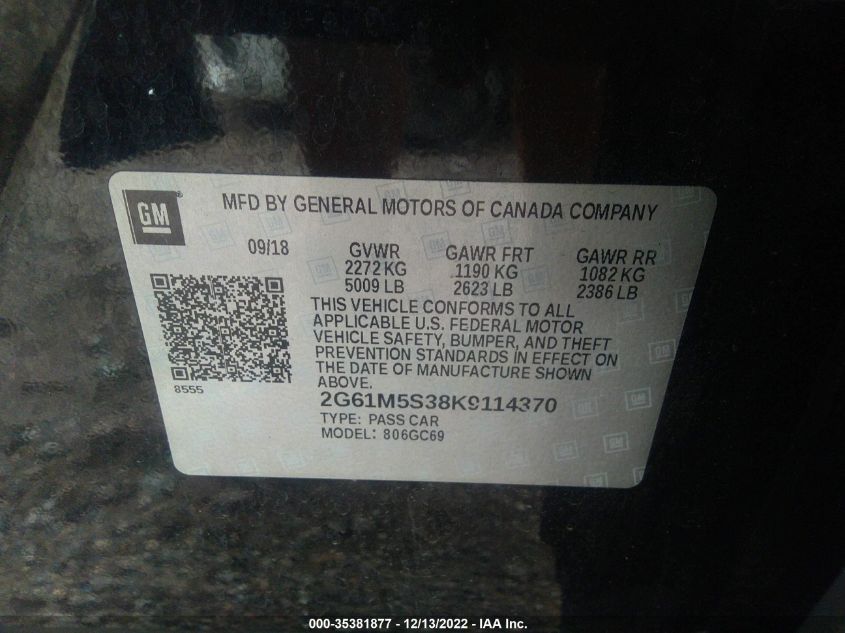 GM ®
MFD BY GENERAL MOTORS OF CANADA COMPANY
09/18 GVWR GAWR FRT GAWR RR
2272 KG 1190 KG 1082 KG
5009 LB 2623 LB 2386 LB
THIS VEHICLE CONFORMS TO ALL
APPLICABLE U.S. FEDERAL MOTOR
VEHICLE SAFETY, BUMPER, AND THEFT
PREVENTION STANDARDS IN EFFECT ON
THE DATE OF MANUFACTURE SHOWN
ABOVE.
8555
2G61M5S38K9114370
TYPE: PASS CAR
MODEL: 806GC69
000-35381877 - 12/13/2022 - IAA Inc.